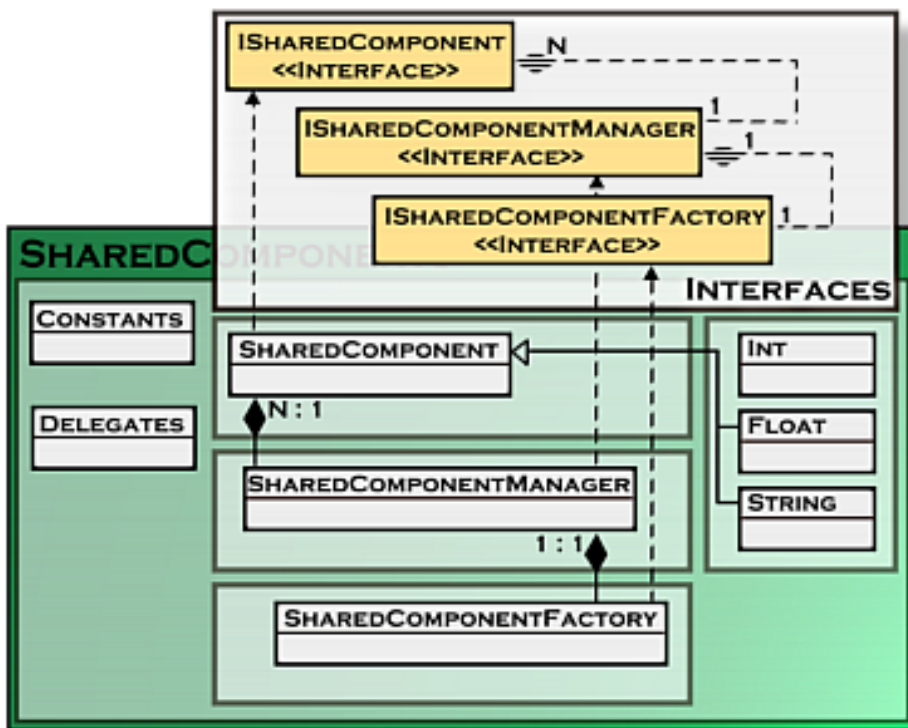 ISHAREDCOMPONENT
<<INTERFACE>>
N
1
ISHAREDCOMPONENTMANAGER
<<INTERFACE>>
1
ISHAREDCOMPONENTFACTORY
<<INTERFACE>>
1
SHAREDCOMPONENTS
INTERFACES
CONSTANTS
SHAREDCOMPONENT
INT
N : 1
DELEGATES
FLOAT
SHAREDCOMPONENTMANAGER
STRING
1 : 1
SHAREDCOMPONENTFACTORY